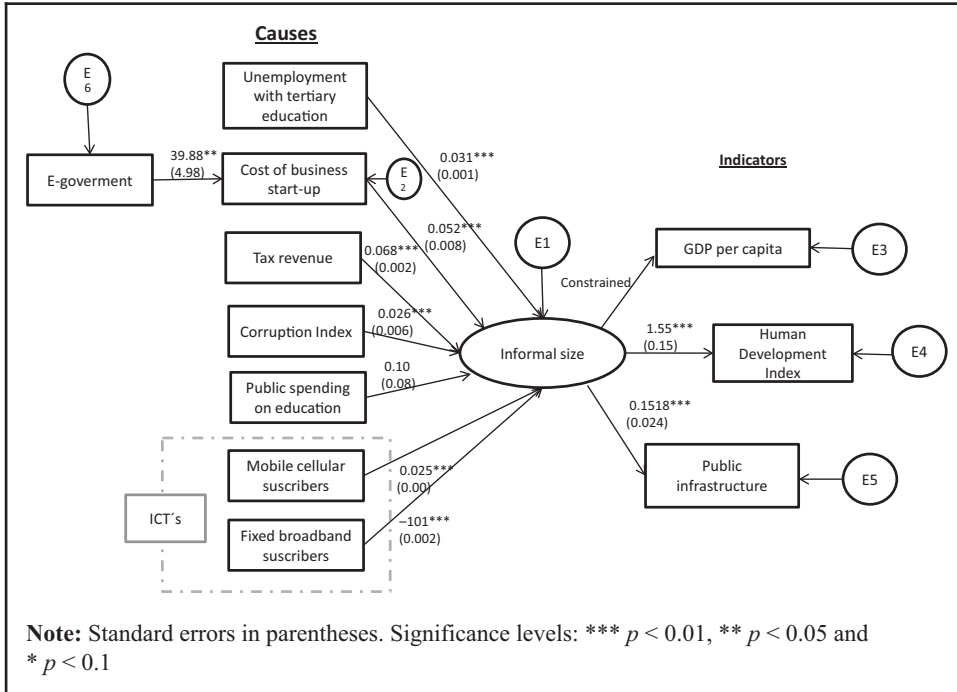 Causes
E
6
Unemployment
with tertiary
education
39.88**
(4.98)
E-goverment
Cost of business
start-up
E
2
0.031***
(0.001)
Indicators
0.052***
(0.008)
E1
Tax revenue
0.068***
(0.002)
GDP per capita
E3
Constrained
Corruption Index
0.026***
(0.006)
Informal size
1.55***
(0.15)
Human
Development
Index
E4
Public spending
on education
0.10
(0.08)
0.1518***
(0.024)
Mobile cellular
suscribers
0.025***
(0.00)
Public
infrastructure
E5
ICT´s
Fixed broadband
suscribers
–101***
(0.002)
Note: Standard errors in parentheses. Significance levels: *** p < 0.01, ** p < 0.05 and
* p < 0.1